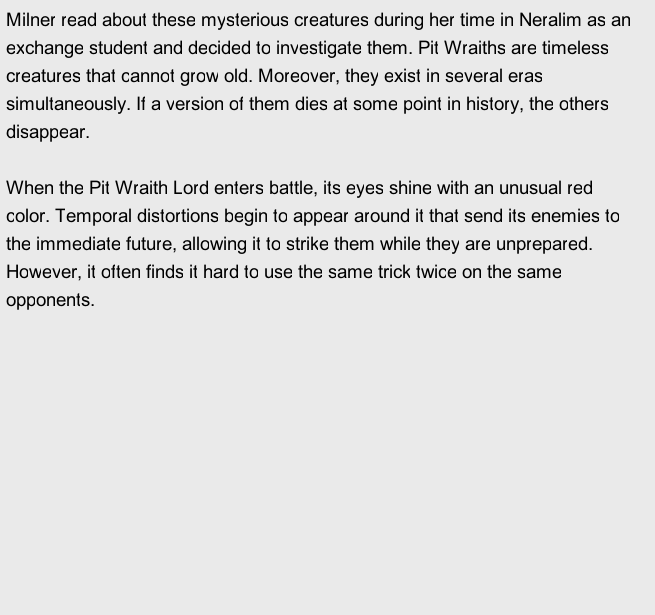 Milner read about these mysterious creatures during her time in Neralim as an
exchange student and decided to investigate them. Pit Wraiths are timeless
creatures that cannot grow old. Moreover, they exist in several eras
simultaneously. If a version of them dies at some point in history, the others
disappear.

When the Pit Wraith Lord enters battle, its eyes shine with an unusual red
color. Temporal distortions begin to appear around it that send its enemies to
the immediate future, allowing it to strike them while they are unprepared.
However, it often finds it hard to use the same trick twice on the same
opponents.